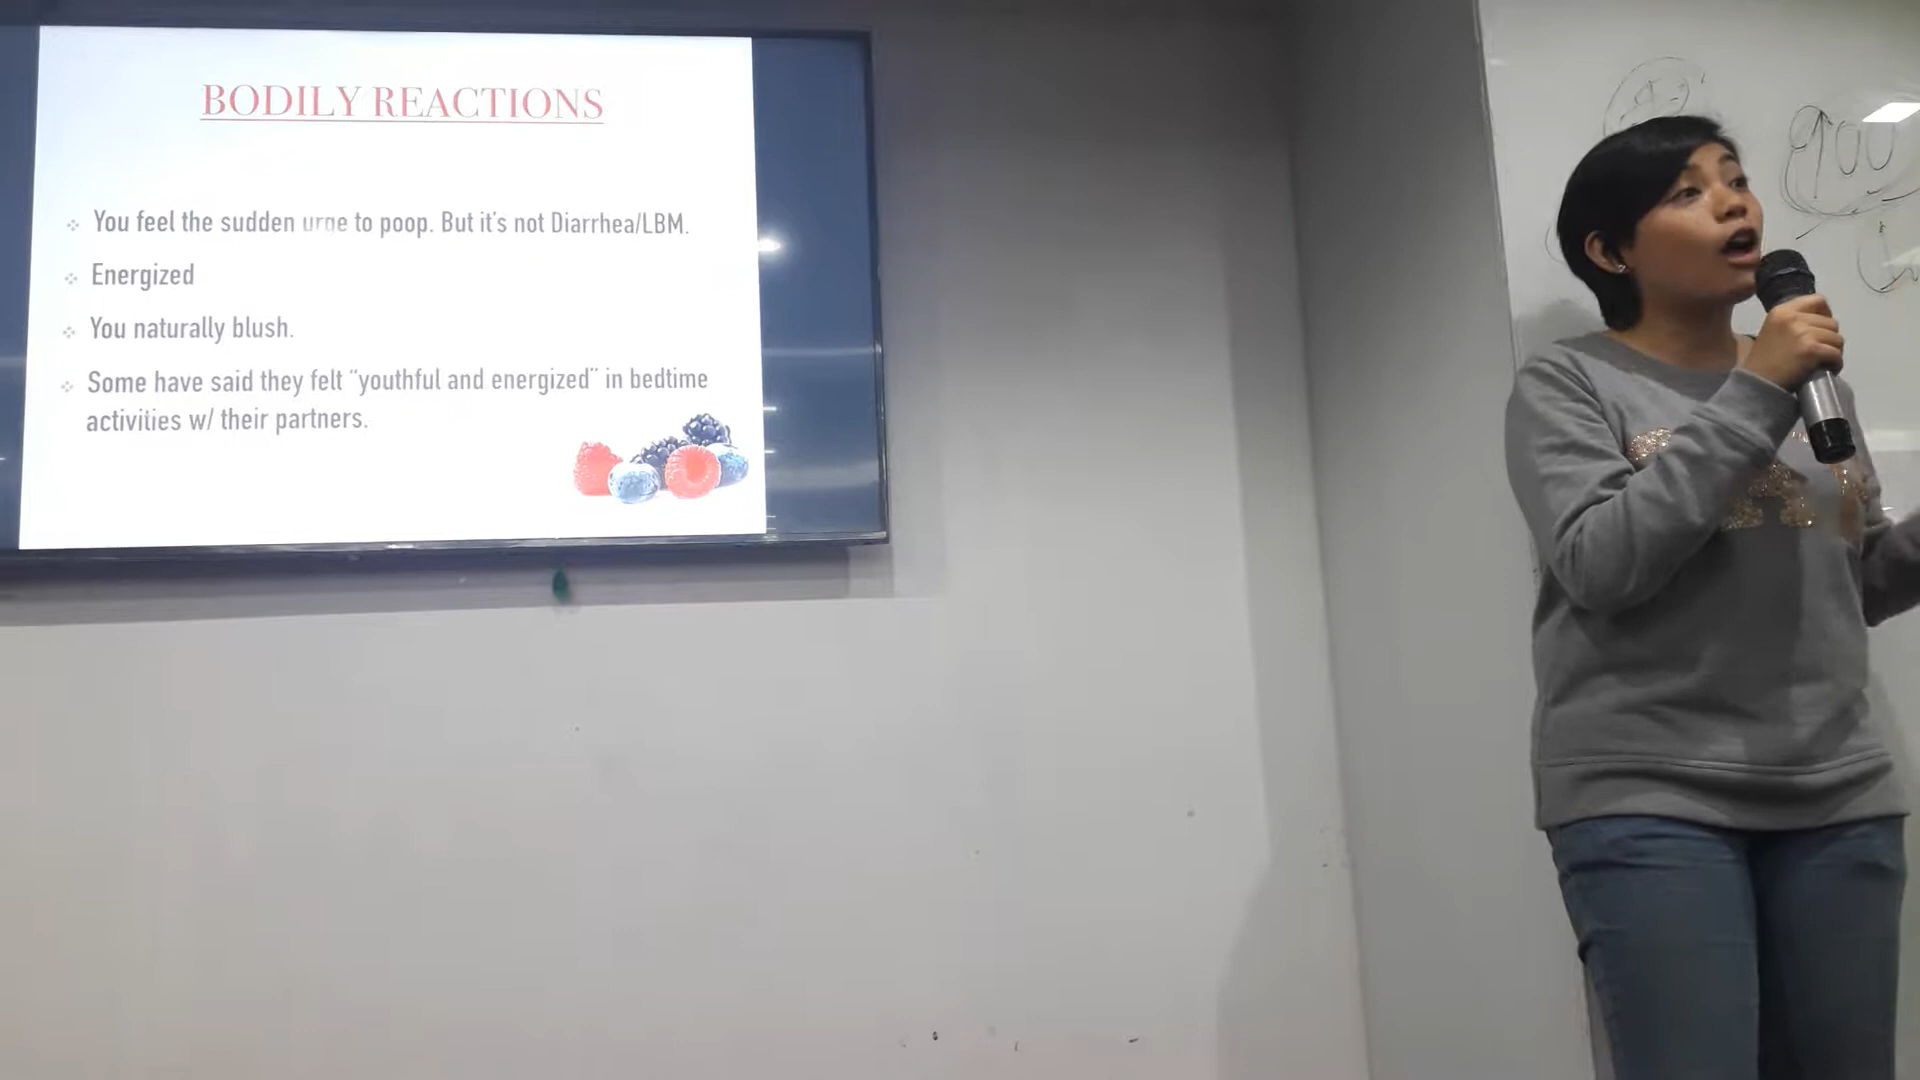 BODILY REACTIONS
You feel the sudden urge to poop. But it's not Diarrhea/LBM.
Energized
You naturally blush.
Some have said they felt "youthful and energized" in bedtime
activities w/ their partners.
900